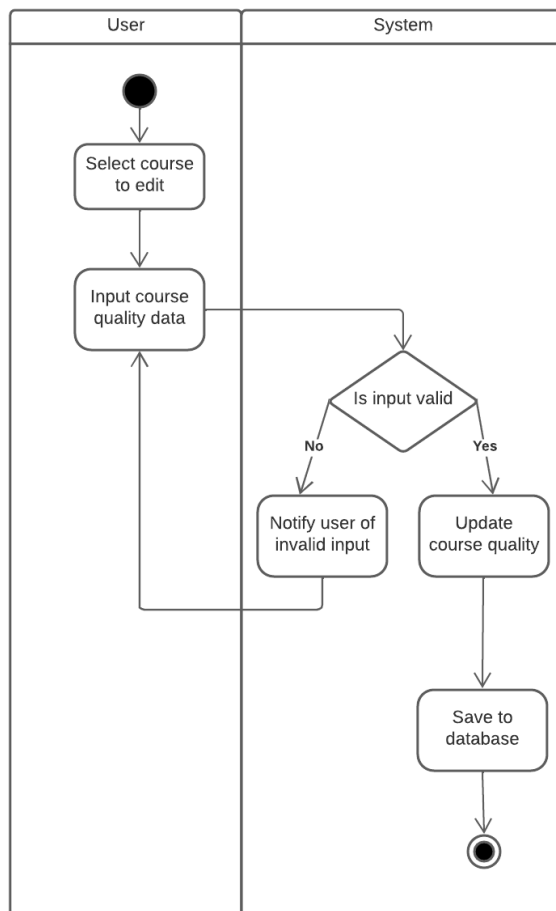 User
System
Select course
to edit
Input course
quality data
Is input valid
No
Yes
Notify user of
invalid input
Update
course quality
Save to
database